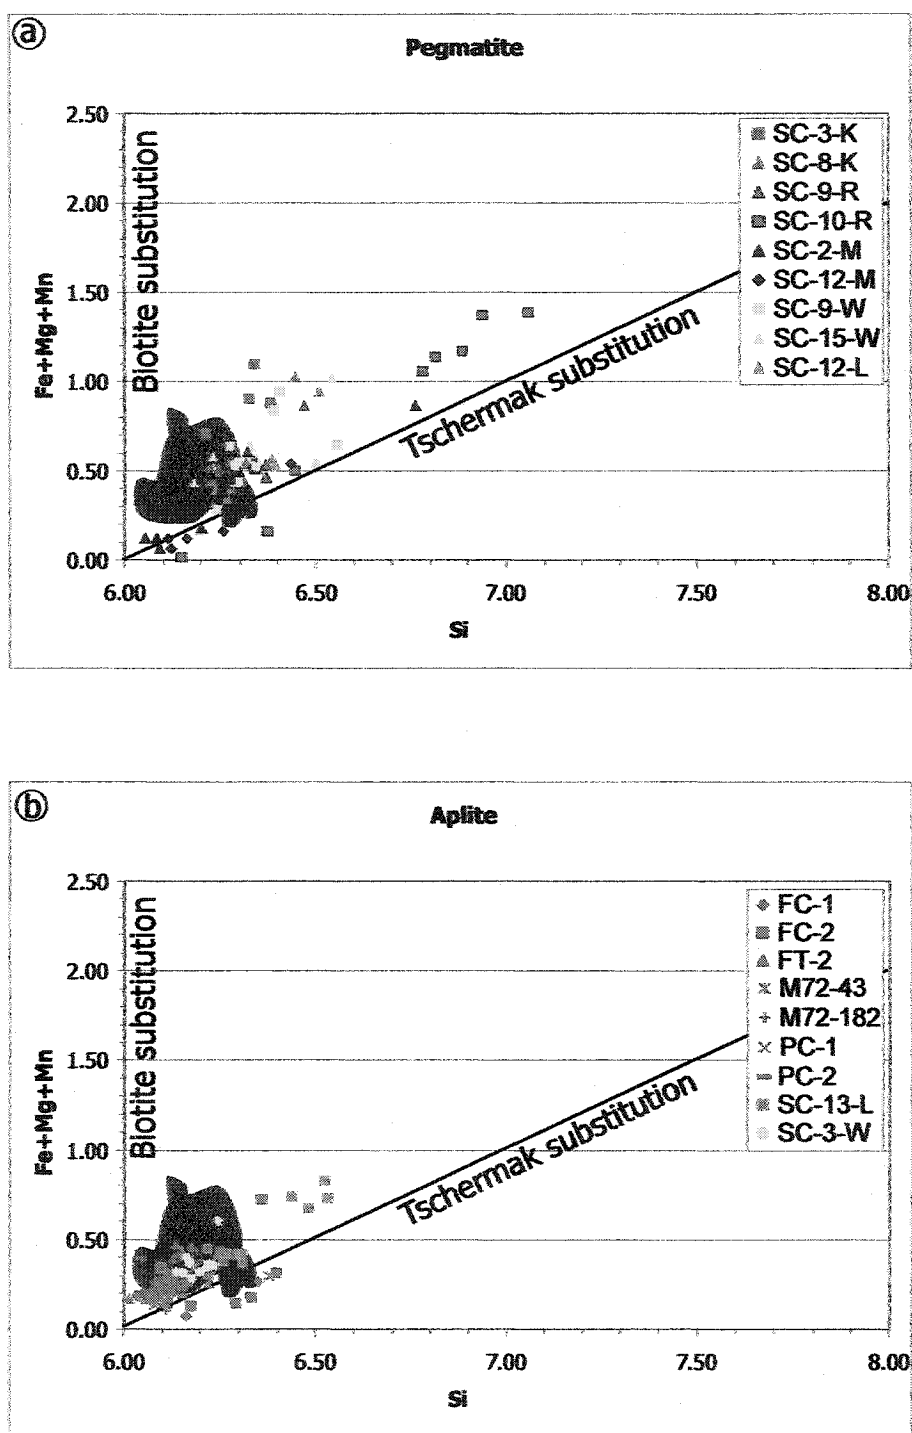 a
Pegmatite
2.50
2.00
1.50
1.00
0.50
0.00
Fe+Mg+Mn
Biotite substitution
Tschermak substitution
SC-3-K
SC-8-K
SC-9-R
SC-10-R
SC-2-M
SC-12-M
SC-9-W
SC-15-W
SC-12-L
6.00 6.50 7.00 7.50 8.00
Si
b
Aplite
2.50
2.00
1.50
1.00
0.50
0.00
Fe+Mg+Mn
Biotite substitution
Tschermak substitution
FC-1
FC-2
FT-2
M72-43
M72-182
PC-1
PC-2
SC-13-L
SC-3-W
6.00 6.50 7.00 7.50 8.00
Si